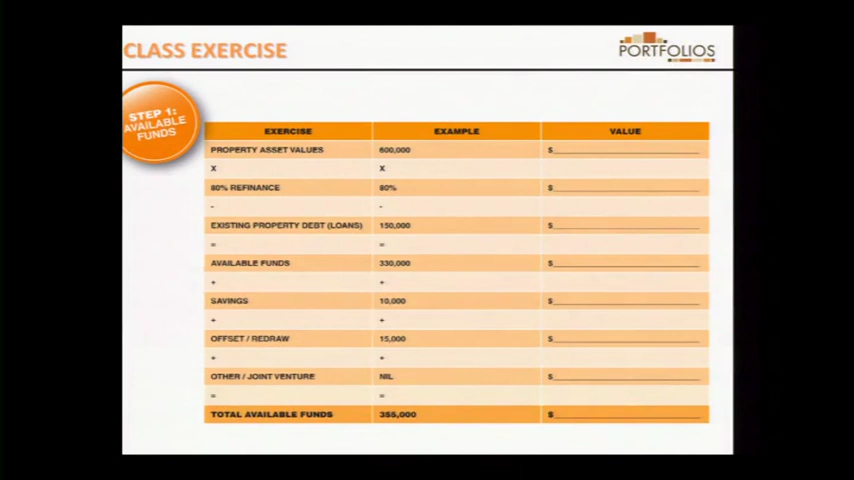 CLASS EXERCISE
PORTFOLIOS
STEP 1:
AVAILABLE
FUNDS
EXERCISE EXAMPLE VALUE
PROPERTY ASSET VALUES 600,000 $
X X
80% REFINANCE 80% $
- -
EXISTING PROPERTY DEBT (LOANS) 150,000 $
= =
AVAILABLE FUNDS 330,000 $
+ +
SAVINGS 10,000 $
+ +
OFFSET / REDRAW 15,000 $
+ +
OTHER / JOINT VENTURE NIL $
= =
TOTAL AVAILABLE FUNDS 355,000 $